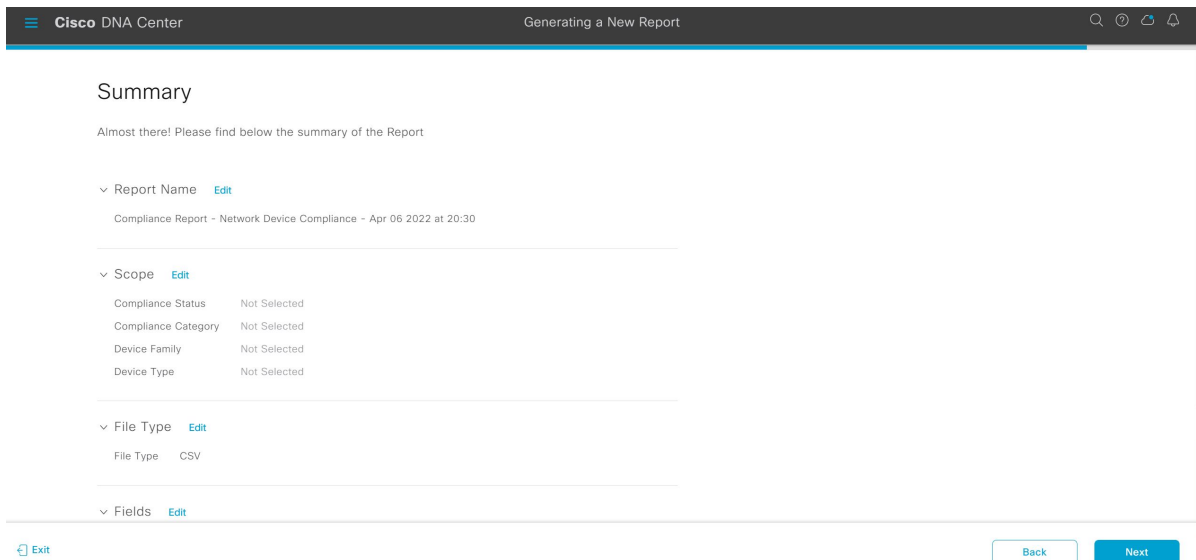 Cisco DNA Center
Generating a New Report
Summary
Almost there! Please find below the summary of the Report
Report Name Edit
Compliance Report - Network Device Compliance - Apr 06 2022 at 20:30
Scope Edit
Compliance Status Not Selected
Compliance Category Not Selected
Device Family Not Selected
Device Type Not Selected
File Type Edit
File Type CSV
Fields Edit
Exit
Back
Next